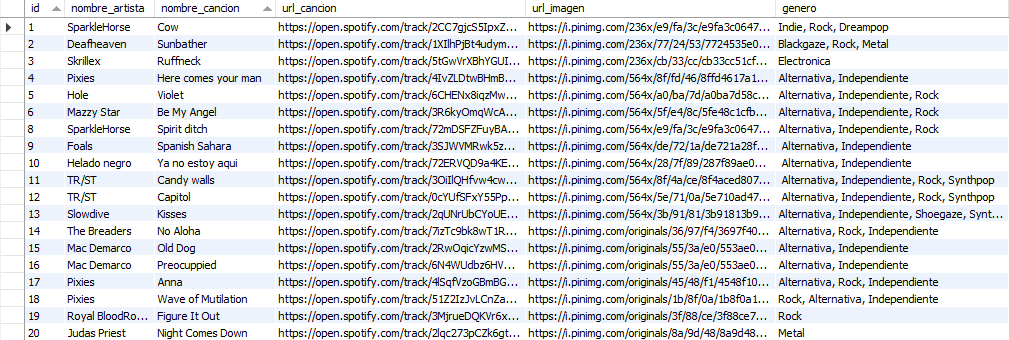 id nombre_artista nombre_cancion url_cancion url_imagen genero
1 SparkleHorse Cow https://open.spotify.com/track/2CC7gjcS5IpxZ... https://i.pinimg.com/236x/e9/fa/3c/e9fa3c0647... Indie, Rock, Dreampop
2 Deafheaven Sunbather https://open.spotify.com/track/1XIlhPjBt4udym... https://i.pinimg.com/236x/77/24/53/7724535e0... Blackgaze, Rock, Metal
3 Skrillex Ruffneck https://open.spotify.com/track/5tGwVrXBhYGUI... https://i.pinimg.com/236x/cb/33/cc/cb33cc51cf... Electronica
4 Pixies Here comes your man https://open.spotify.com/track/4IvZLDtwBHmB... https://i.pinimg.com/564x/8f/fd/46/8ffd4617a1... Alternativa, Independiente
5 Hole Violet https://open.spotify.com/track/6CHENx8iqzMw... https://i.pinimg.com/564x/a0/ba/7d/a0ba7d58c... Alternativa, Independiente, Rock
6 Mazzy Star Be My Angel https://open.spotify.com/track/3R6kyOmqWcA... https://i.pinimg.com/564x/5f/e4/8c/5fe48c1cfb... Alternativa, Independiente, Rock
8 SparkleHorse Spirit ditch https://open.spotify.com/track/72mDSFZFuyBA... https://i.pinimg.com/564x/e9/fa/3c/e9fa3c0647... Alternativa, Independiente, Rock
9 Foals Spanish Sahara https://open.spotify.com/track/3SJWVMRwk5z... https://i.pinimg.com/564x/de/72/1a/de721a28f... Alternativa, Independiente
10 Helado negro Ya no estoy aqui https://open.spotify.com/track/72ERVQD9a4KE... https://i.pinimg.com/564x/28/7f/89/287f89ae0... Alternativa, Independiente
11 TR/ST Candy walls https://open.spotify.com/track/3OiIlQHfvw4cw... https://i.pinimg.com/564x/8f/4a/ce/8f4aced807... Alternativa, Independiente, Rock, Synthpop
12 TR/ST Capitol https://open.spotify.com/track/0cYUfSFxY55Pp... https://i.pinimg.com/564x/5e/71/0a/5e710ad47... Alternativa, Independiente, Rock, Synthpop
13 Slowdive Kisses https://open.spotify.com/track/2qUNrUbCYoUE... https://i.pinimg.com/564x/3b/91/81/3b91813b9... Alternativa, Independiente, Shoegaze, Synt...
14 The Breaders No Aloha https://open.spotify.com/track/7izTc9bk8wT1R... https://i.pinimg.com/originals/36/97/f4/3697f40... Alternativa, Rock, Independiente
15 Mac Demarco Old Dog https://open.spotify.com/track/2RwOqicYzwMS... https://i.pinimg.com/originals/55/3a/e0/553ae0... Alternativa, Independiente
16 Mac Demarco Preocuppied https://open.spotify.com/track/6N4WUdbz6HV... https://i.pinimg.com/originals/55/3a/e0/553ae0... Alternativa, Independiente
17 Pixies Anna https://open.spotify.com/track/4lSqfVzoGBmBG... https://i.pinimg.com/originals/45/48/f1/4548f10... Alternativa, Independiente, Rock
18 Pixies Wave of Mutilation https://open.spotify.com/track/51Z2IzJvLCnZa... https://i.pinimg.com/originals/1b/8f/0a/1b8f0a1... Rock, Alternativa, Independiente
19 Royal BloodRo... Figure It Out https://open.spotify.com/track/3MjrueDQKVr6x... https://i.pinimg.com/originals/3f/88/ce/3f88ce7... Rock
20 Judas Priest Night Comes Down https://open.spotify.com/track/2lqc273pCZk6gt... https://i.pinimg.com/originals/8a/9d/48/8a9d48... Metal